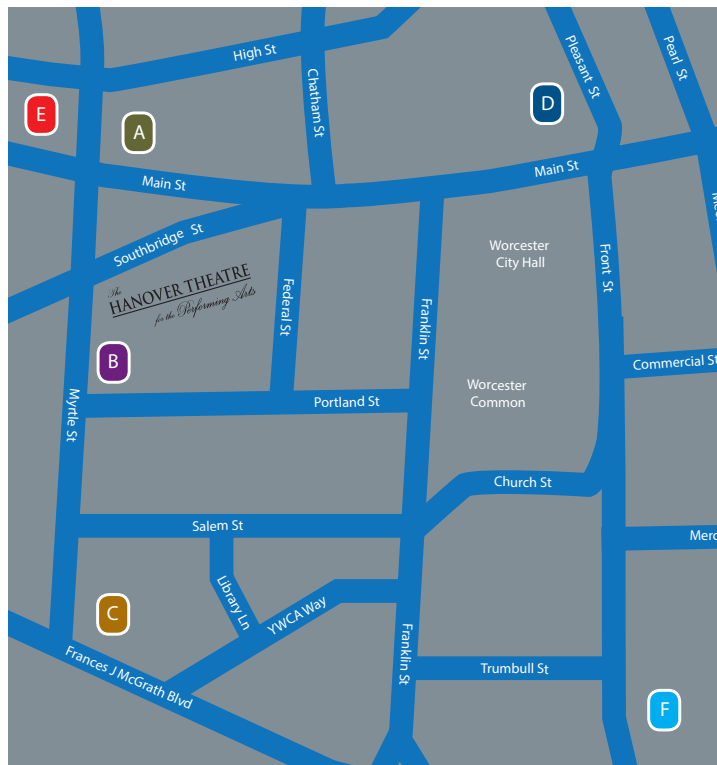 High St
Chatham St
Pleasant St
Pearl St
E
A
D
Main St
Main St
Southbridge St
Worcester
City Hall
Front St
The
HANOVER THEATRE
for the Performing Arts
Federal St
Franklin St
B
Commercial St
Myrtle St
Portland St
Worcester
Common
Church St
Salem St
Merc
Library Ln
YWCA Way
C
Frances J McGrath Blvd
Franklin St
Trumbull St
F